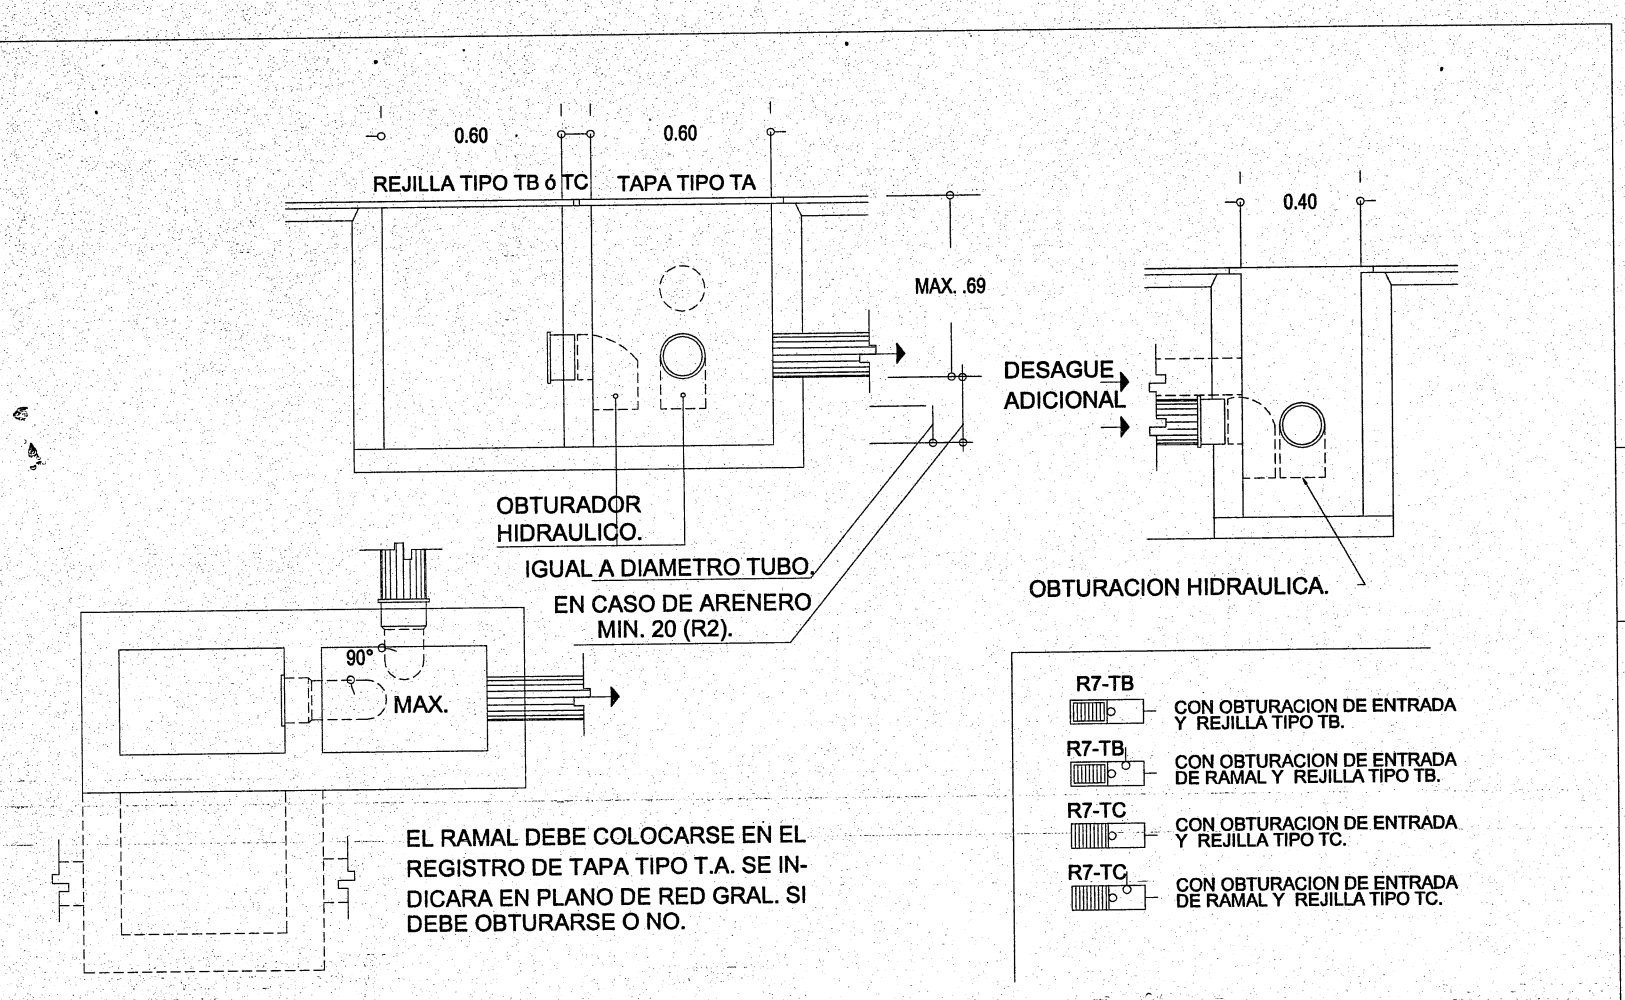 0.60
0.60
REJILLA TIPO TB ó TC
TAPA TIPO TA
MAX. .69
0.40
DESAGUE
ADICIONAL
OBTURADOR
HIDRAULICO.
IGUAL A DIAMETRO TUBO.
EN CASO DE ARENERO
MIN. 20 (R2).
OBTURACION HIDRAULICA.
90°
MAX.
EL RAMAL DEBE COLOCARSE EN EL
REGISTRO DE TAPA TIPO T.A. SE IN-
DICARA EN PLANO DE RED GRAL. SI
DEBE OBTURARSE O NO.
R7-TB
CON OBTURACION DE ENTRADA
Y REJILLA TIPO TB.
R7-TB
CON OBTURACION DE ENTRADA
DE RAMAL Y REJILLA TIPO TB.
R7-TC
CON OBTURACION DE ENTRADA
Y REJILLA TIPO TC.
R7-TC
CON OBTURACION DE ENTRADA
DE RAMAL Y REJILLA TIPO TC.